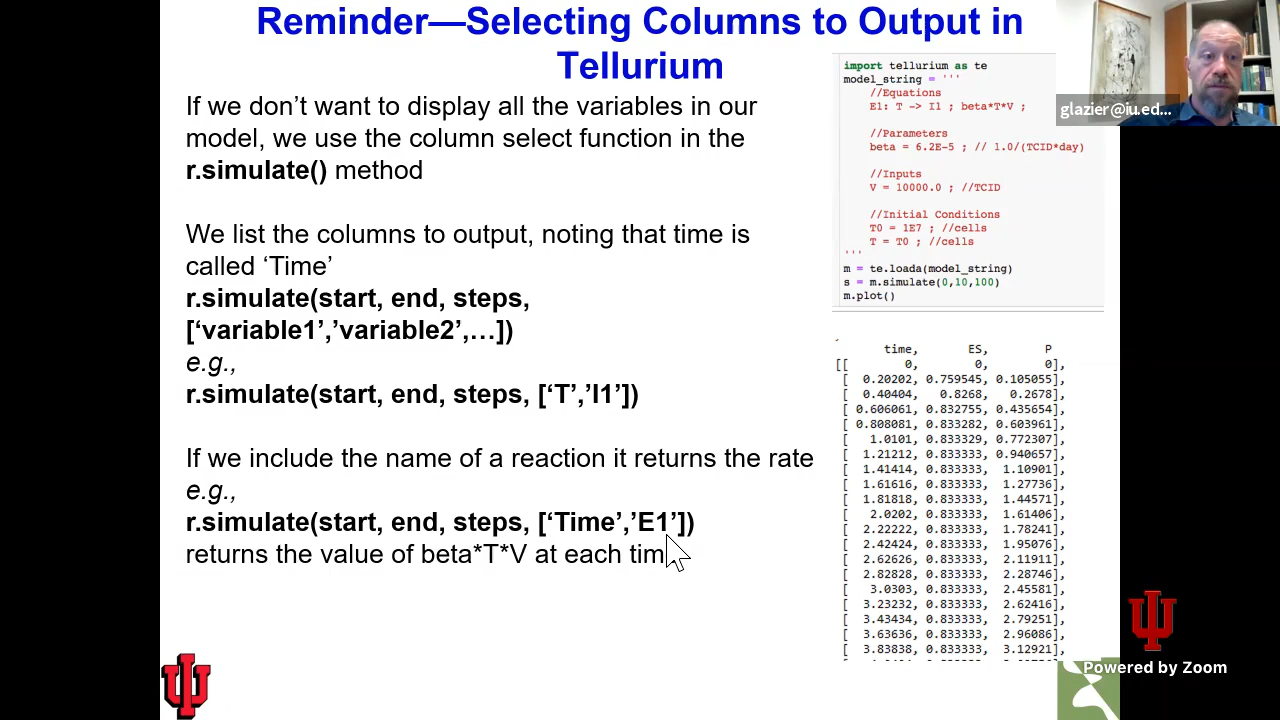 Reminder—Selecting Columns to Output in
Tellurium
If we don’t want to display all the variables in our
model, we use the column select function in the
r.simulate() method
We list the columns to output, noting that time is
called ‘Time’
r.simulate(start, end, steps,
[‘variable1’,’variable2’,…])
e.g.,
r.simulate(start, end, steps, [‘T’,’I1’])
If we include the name of a reaction it returns the rate
e.g.,
r.simulate(start, end, steps, [‘Time’,’E1’])
returns the value of beta*T*V at each tim
import tellurium as te
model_string = '''
//Equations
E1: T -> I1 ; beta*T*V ;
//Parameters
beta = 6.2E-5 ; // 1.0/(TCID*day)
//Inputs
V = 10000.0 ; //TCID
//Initial Conditions
T0 = 1E7 ; //cells
T = T0 ; //cells
'''
m = te.loada(model_string)
s = m.simulate(0,10,100)
m.plot()
glazier@iu.ed...
time, ES, P
[[ 0, 0, 0],
[ 0.20202, 0.759545, 0.105055],
[ 0.40404, 0.8268, 0.2678],
[ 0.606061, 0.832755, 0.435654],
[ 0.808081, 0.833282, 0.603961],
[ 1.0101, 0.833329, 0.772307],
[ 1.21212, 0.833333, 0.940657],
[ 1.41414, 0.833333, 1.10901],
[ 1.61616, 0.833333, 1.27736],
[ 1.81818, 0.833333, 1.44571],
[ 2.0202, 0.833333, 1.61406],
[ 2.22222, 0.833333, 1.78241],
[ 2.42424, 0.833333, 1.95076],
[ 2.62626, 0.833333, 2.11911],
[ 2.82828, 0.833333, 2.28746],
[ 3.0303, 0.833333, 2.45581],
[ 3.23232, 0.833333, 2.62416],
[ 3.43434, 0.833333, 2.79251],
[ 3.63636, 0.833333, 2.96086],
[ 3.83838, 0.833333, 3.12921],
Powered by Zoom